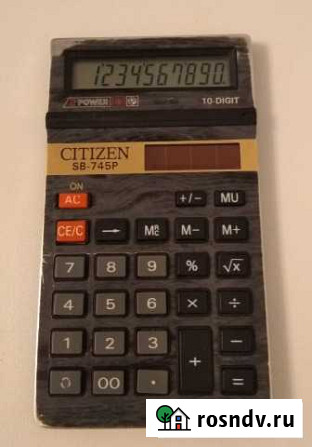 1234567890.
POWER
10-DIGIT
CITIZEN
SB-745P
ON
AC
+/− MU
CE/C → MRC M− M+
7 8 9 % √x
4 5 6 × ÷
1 2 3 + −
0 00 · =
rosndv.ru